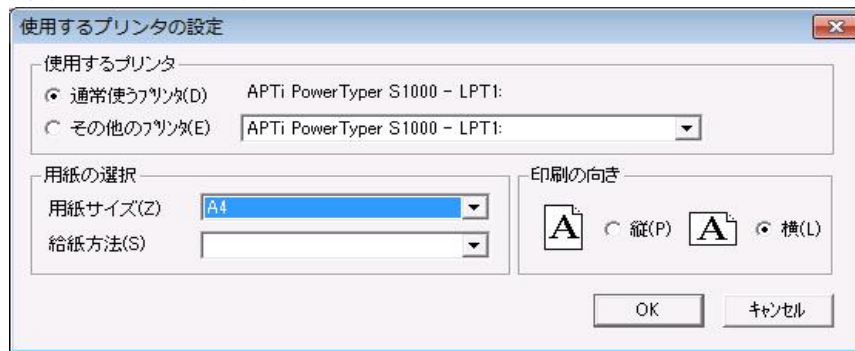 使用するプリンタの設定
使用するプリンタ
通常使うﾌﾟﾘﾝﾀ(D) APTi PowerTyper S1000 - LPT1:
その他のﾌﾟﾘﾝﾀ(E) APTi PowerTyper S1000 - LPT1:
用紙の選択
用紙サイズ(Z) A4
給紙方法(S)
印刷の向き
A 縦(P) A 横(L)
OK ｷｬﾝｾﾙ